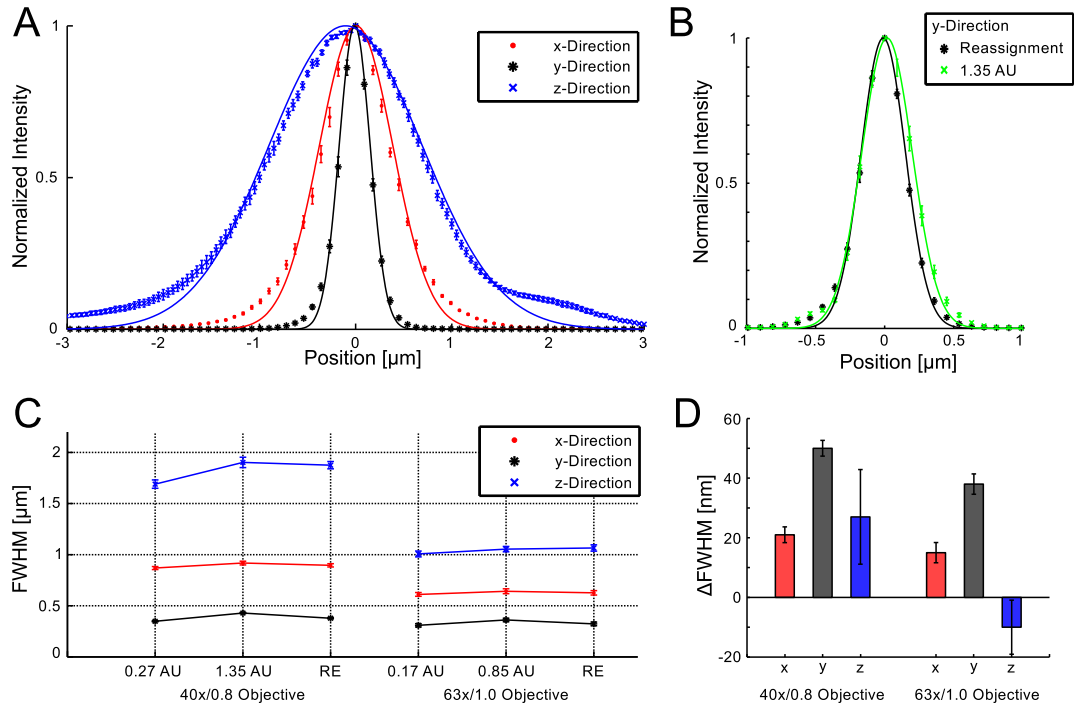 A
1
0.5
0
Normalized Intensity
-3
-2
-1
0
1
2
3
Position [µm]
x-Direction
y-Direction
z-Direction
B
1
0.5
0
Normalized Intensity
-1
-0.5
0
0.5
1
Position [µm]
y-Direction
Reassignment
1.35 AU
C
2
1.5
1
0.5
0
FWHM [µm]
x-Direction
y-Direction
z-Direction
0.27 AU
1.35 AU
RE
0.17 AU
0.85 AU
RE
40x/0.8 Objective
63x/1.0 Objective
D
60
40
20
0
-20
ΔFWHM [nm]
x
y
z
x
y
z
40x/0.8 Objective
63x/1.0 Objective